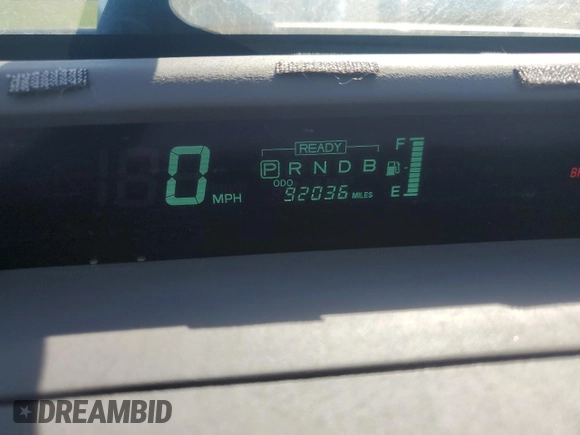 READY
F
P R N D B
0 MPH
ODO
92036 MILES
E
DREAMBID